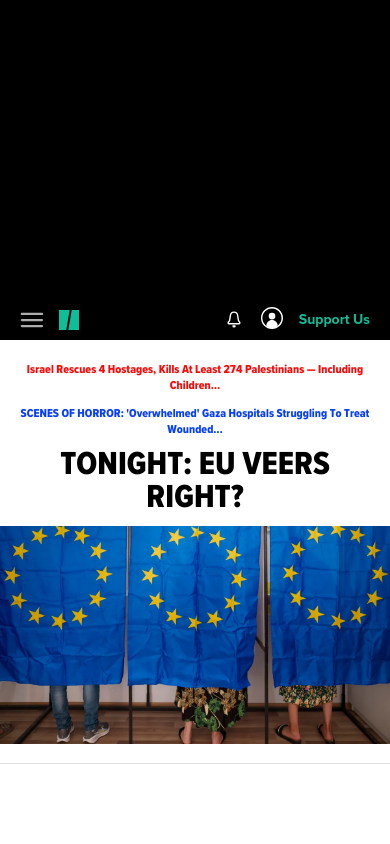 Support Us
Israel Rescues 4 Hostages, Kills At Least 274 Palestinians — Including
Children...
SCENES OF HORROR: 'Overwhelmed' Gaza Hospitals Struggling To Treat
Wounded...
TONIGHT: EU VEERS
RIGHT?